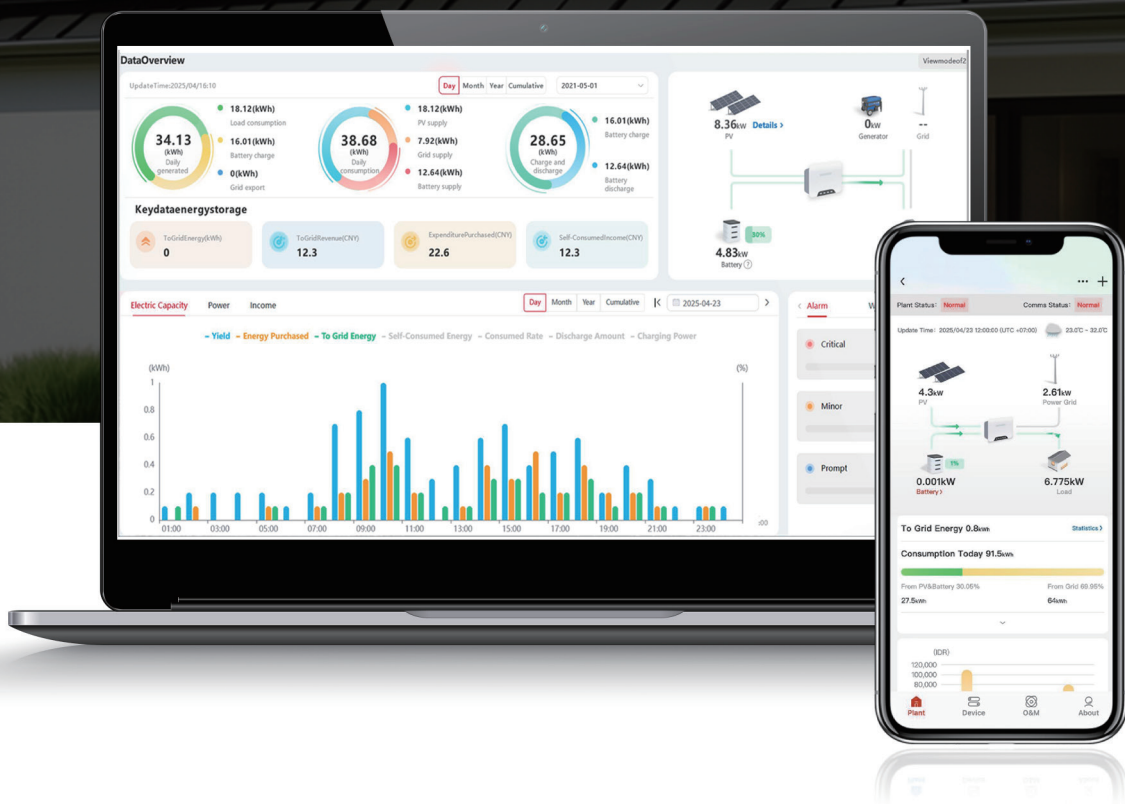 DataOverview
Viewmodeof2
UpdateTime:2025/04/16:10
Day Month Year Cumulative 2021-05-01
34.13
(kWh)
Daily
generated
18.12(kWh)
Load consumption
16.01(kWh)
Battery charge
0(kWh)
Grid export
38.68
(kWh)
Daily
consumption
18.12(kWh)
PV supply
7.92(kWh)
Grid supply
12.64(kWh)
Battery supply
28.65
(kWh)
Charge and
discharge
16.01(kWh)
Battery charge
12.64(kWh)
Battery
discharge
8.36kw Details >
PV
0kw
Generator
--
Grid
30%
4.83kw
Battery ?
Keydataenergystorage
ToGridEnergy(kWh)
0
ToGridRevenue(CNY)
12.3
ExpenditurePurchased(CNY)
22.6
Self-ConsumedIncome(CNY)
12.3
Electric Capacity Power Income
Day Month Year Cumulative 2025-04-23 >
– Yield – Energy Purchased – To Grid Energy – Self-Consumed Energy – Consumed Rate – Discharge Amount – Charging Power
(kWh) (%)
1
0.8
0.6
0.4
0.2
0
01:00 03:00 05:00 07:00 09:00 11:00 13:00 15:00 17:00 19:00 21:00 23:00 :00
< Alarm W
Critical
Minor
Prompt
< ... +
Plant Status: Normal Comms Status: Normal
Update Time: 2025/04/23 12:00:60 (UTC +07:00) 23.0℃ ~ 32.0℃
4.3kW
PV
2.61kW
Power Grid
1%
0.001kW
Battery >
6.775kW
Load
To Grid Energy 0.8kWh Statistics >
Consumption Today 91.5kWh
From PV&Battery 30.05% From Grid 69.95%
27.5kWh 64kWh
(IDR)
120,000
100,000
80,000
Plant Device O&M About